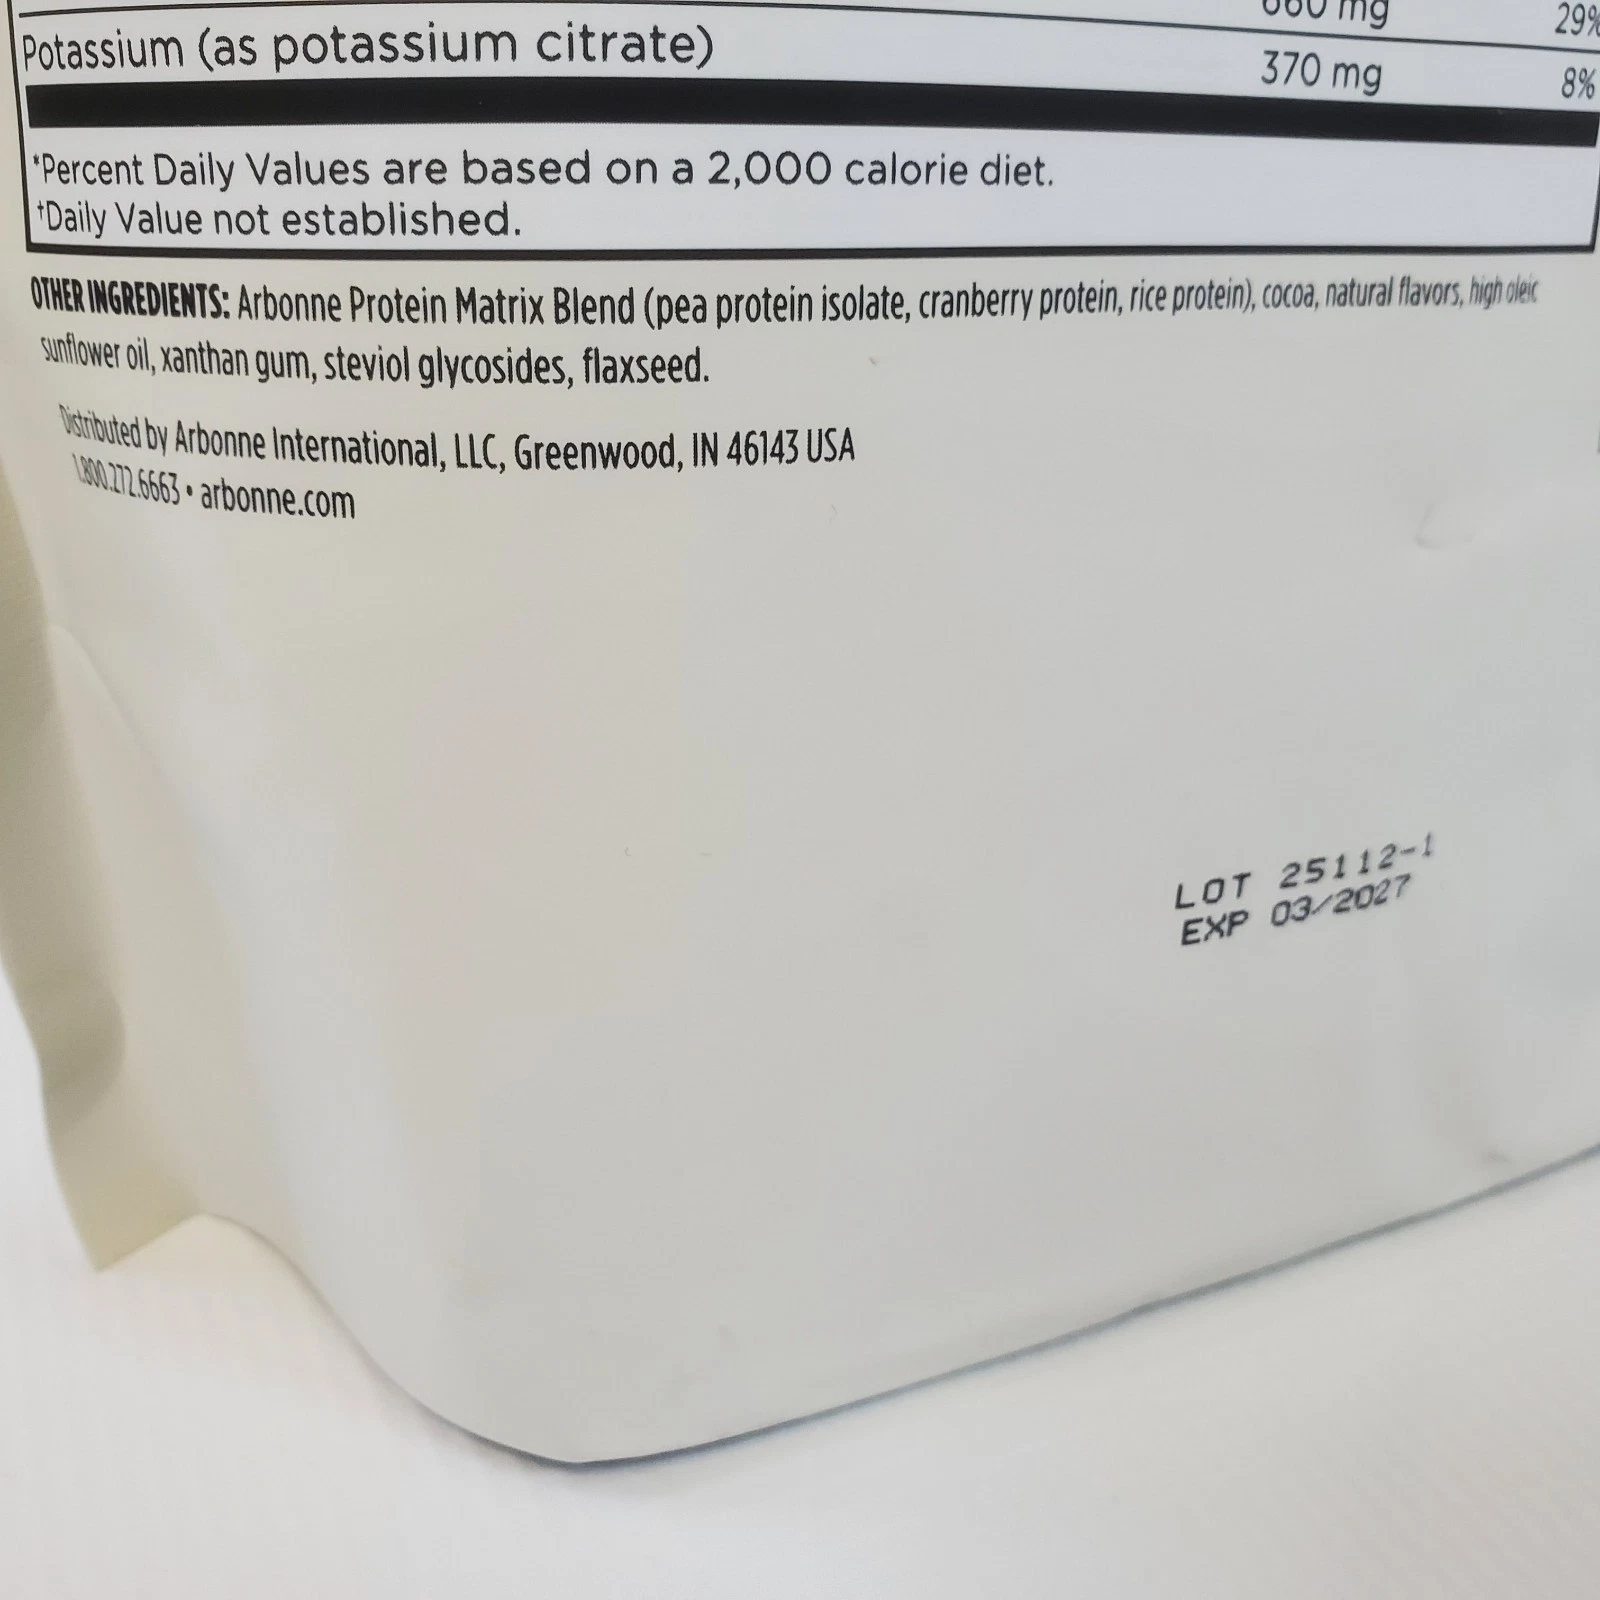 660 mg 29%
Potassium (as potassium citrate) 370 mg 8%
*Percent Daily Values are based on a 2,000 calorie diet.
†Daily Value not established.
OTHER INGREDIENTS: Arbonne Protein Matrix Blend (pea protein isolate, cranberry protein, rice protein), cocoa, natural flavors, high oleic
sunflower oil, xanthan gum, steviol glycosides, flaxseed.
Distributed by Arbonne International, LLC, Greenwood, IN 46143 USA
1.800.272.6663 • arbonne.com
LOT 25112-1
EXP 03/2027